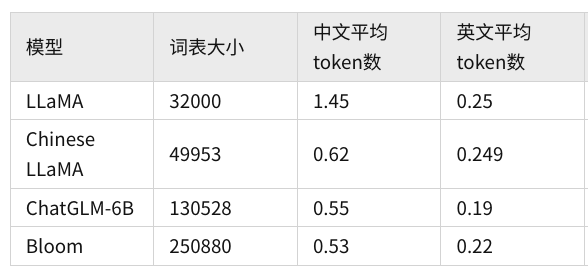 模型 词表大小 中文平均token数 英文平均token数
LLaMA 32000 1.45 0.25
Chinese LLaMA 49953 0.62 0.249
ChatGLM-6B 130528 0.55 0.19
Bloom 250880 0.53 0.22